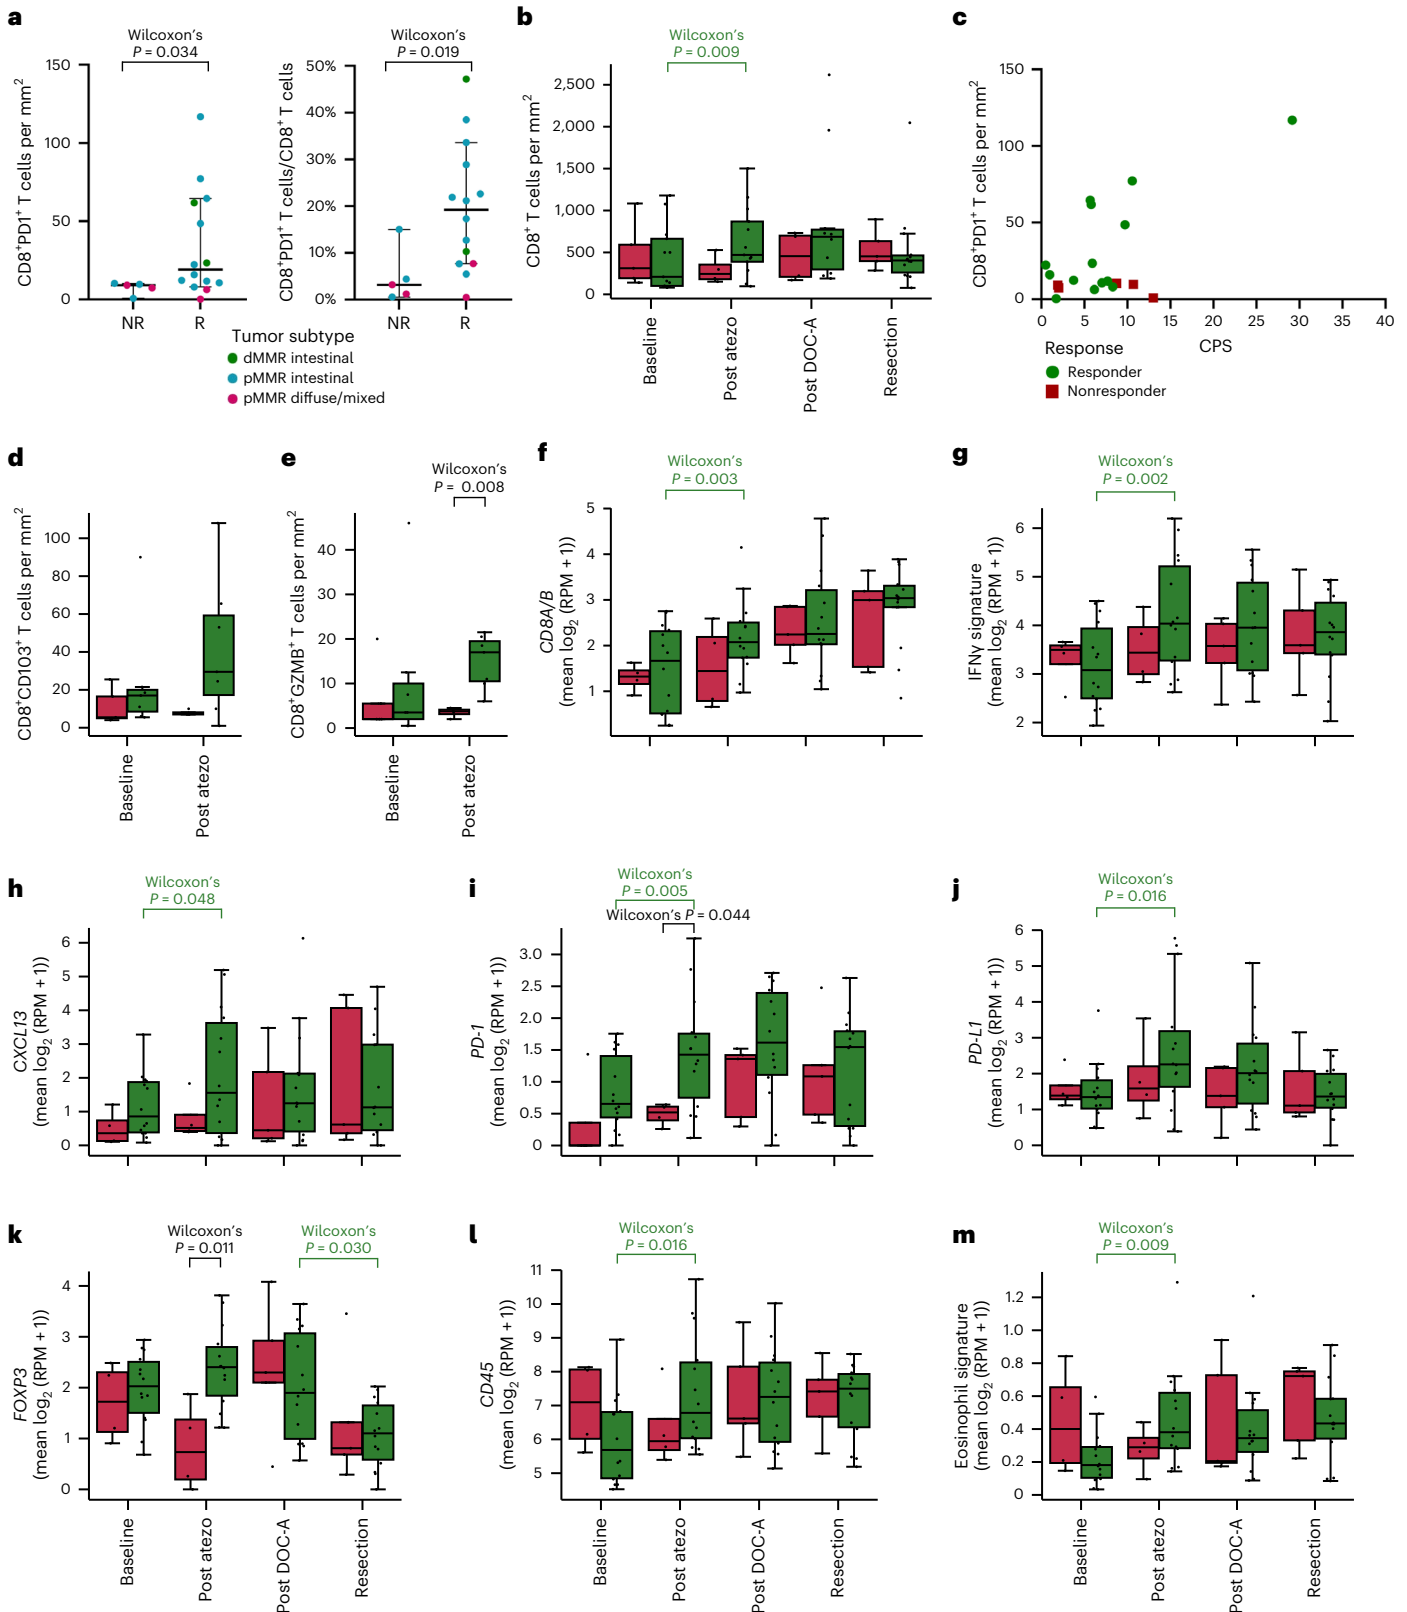 a
Wilcoxon's
P = 0.034
CD8+PD1+ T cells per mm2
150
100
50
0
NR
R
Wilcoxon's
P = 0.019
CD8+PD1+ T cells/CD8+ T cells
50%
40%
30%
20%
10%
0%
NR
R
Tumor subtype
dMMR intestinal
pMMR intestinal
pMMR diffuse/mixed
b
Wilcoxon's
P = 0.009
CD8+ T cells per mm2
2,500
2,000
1,500
1,000
500
0
Baseline
Post atezo
Post DOC-A
Resection
c
CD8+PD1+ T cells per mm2
150
100
50
0
0
5
10
15
20
25
30
35
40
CPS
Response
Responder
Nonresponder
d
CD8+CD103+ T cells per mm2
100
80
60
40
20
0
Baseline
Post atezo
e
Wilcoxon's
P = 0.008
CD8+GZMB+ T cells per mm2
40
30
20
10
0
Baseline
Post atezo
f
Wilcoxon's
P = 0.003
CD8A/B
(mean log2 (RPM + 1))
5
4
3
2
1
g
Wilcoxon's
P = 0.002
IFNγ signature
(mean log2 (RPM + 1))
6
5
4
3
2
h
Wilcoxon's
P = 0.048
CXCL13
(mean log2 (RPM + 1))
6
5
4
3
2
1
0
i
Wilcoxon's
P = 0.005
Wilcoxon's P = 0.044
PD-1
(mean log2 (RPM + 1))
3.0
2.0
2.0
1.5
1.0
0.5
0
j
Wilcoxon's
P = 0.016
PD-L1
(mean log2 (RPM + 1))
6
5
4
3
2
1
0
k
Wilcoxon's
P = 0.011
Wilcoxon's
P = 0.030
FOXP3
(mean log2 (RPM + 1))
4
3
2
1
0
Baseline
Post atezo
Post DOC-A
Resection
l
Wilcoxon's
P = 0.016
CD45
(mean log2 (RPM + 1))
11
10
9
8
7
6
5
Baseline
Post atezo
Post DOC-A
Resection
m
Wilcoxon's
P = 0.009
Eosinophil signature
(mean log2 (RPM + 1))
1.2
1.0
0.8
0.6
0.4
0.2
0
Baseline
Post atezo
Post DOC-A
Resection